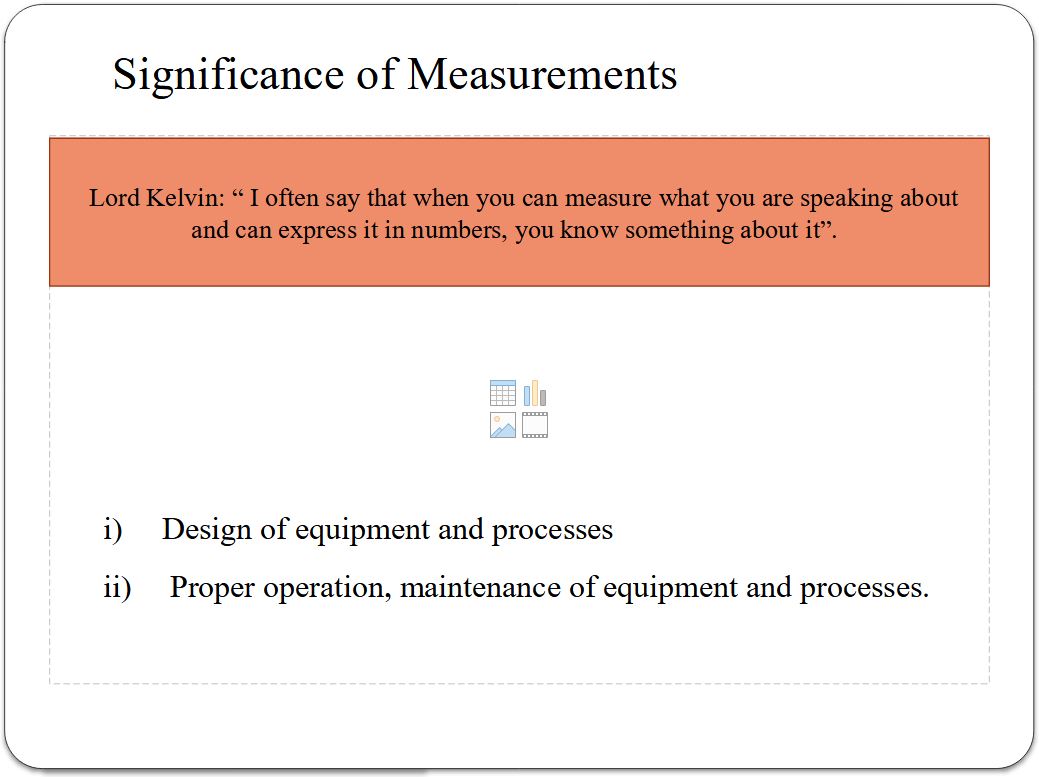 Significance of Measurements
Lord Kelvin: “ I often say that when you can measure what you are speaking about
and can express it in numbers, you know something about it”.
i) Design of equipment and processes
ii) Proper operation, maintenance of equipment and processes.